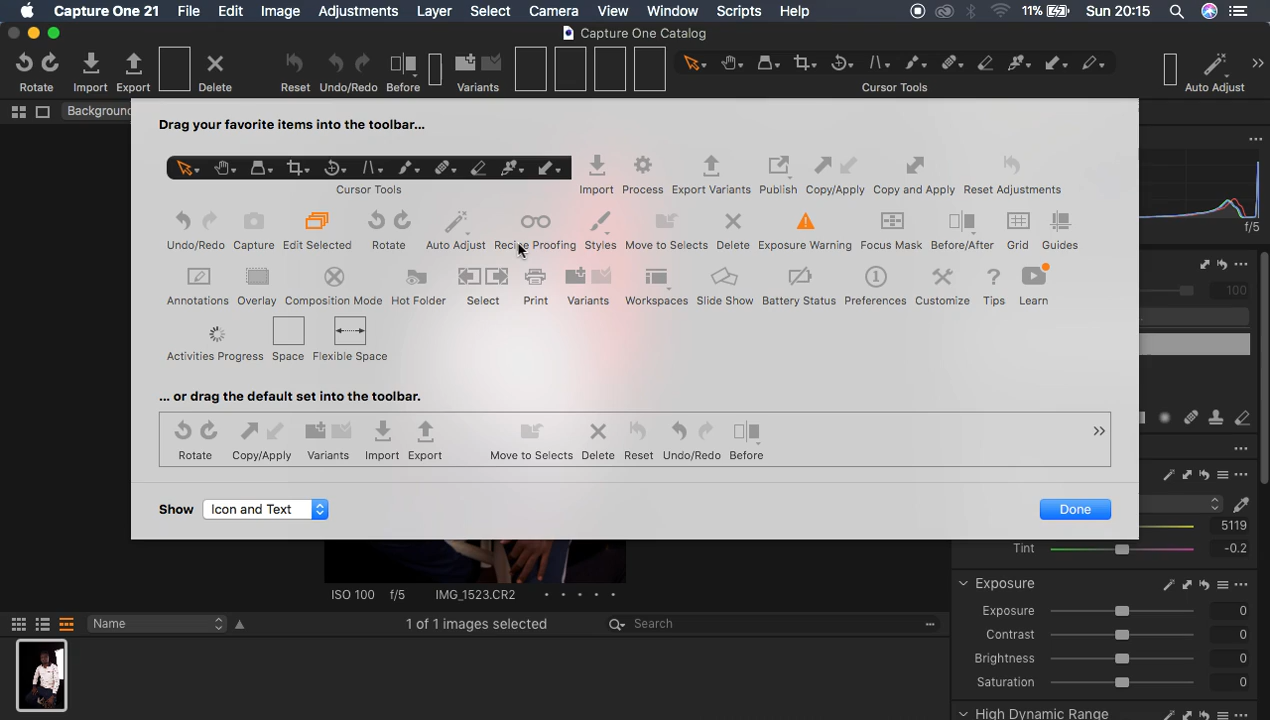 Capture One 21 File Edit Image Adjustments Layer Select Camera View Window Scripts Help 11% Sun 20:15
Capture One Catalog
Rotate Import Export Delete Reset Undo/Redo Before Variants Cursor Tools Auto Adjust
Background
Drag your favorite items into the toolbar...
Cursor Tools Import Process Export Variants Publish Copy/Apply Copy and Apply Reset Adjustments
f/5
Undo/Redo Capture Edit Selected Rotate Auto Adjust Recipe Proofing Styles Move to Selects Delete Exposure Warning Focus Mask Before/After Grid Guides
100
Annotations Overlay Composition Mode Hot Folder Select Print Variants Workspaces Slide Show Battery Status Preferences Customize Tips Learn
Activities Progress Space Flexible Space
... or drag the default set into the toolbar.
Rotate Copy/Apply Variants Import Export Move to Selects Delete Reset Undo/Redo Before
Show Icon and Text Done
5119
Tint -0.2
Exposure
ISO 100 f/5 IMG_1523.CR2
Exposure 0
Name 1 of 1 images selected Search
Contrast 0
Brightness 0
Saturation 0
High Dynamic Range